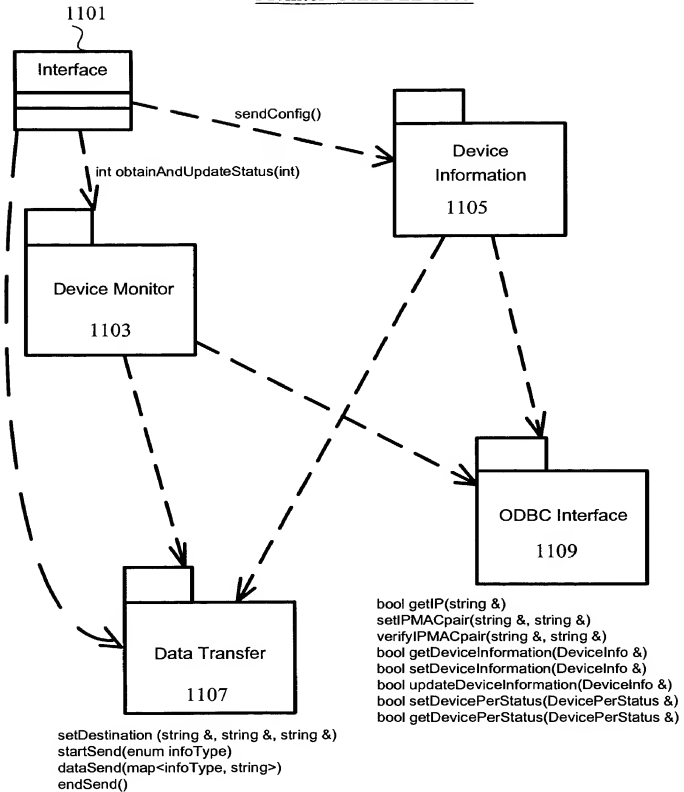 1101
Interface
sendConfig()
int obtainAndUpdateStatus(int)
Device
Information
1105
Device Monitor
1103
ODBC Interface
1109
bool getIP(string &)
setIPMACpair(string &, string &)
verifyIPMACpair(string &, string &)
bool getDeviceInformation(DeviceInfo &)
bool setDeviceInformation(DeviceInfo &)
bool updateDeviceInformation(DeviceInfo &)
bool setDevicePerStatus(DevicePerStatus &)
bool getDevicePerStatus(DevicePerStatus &)
Data Transfer
1107
setDestination (string &, string &, string &)
startSend(enum infoType)
dataSend(map<infoType, string>)
endSend()